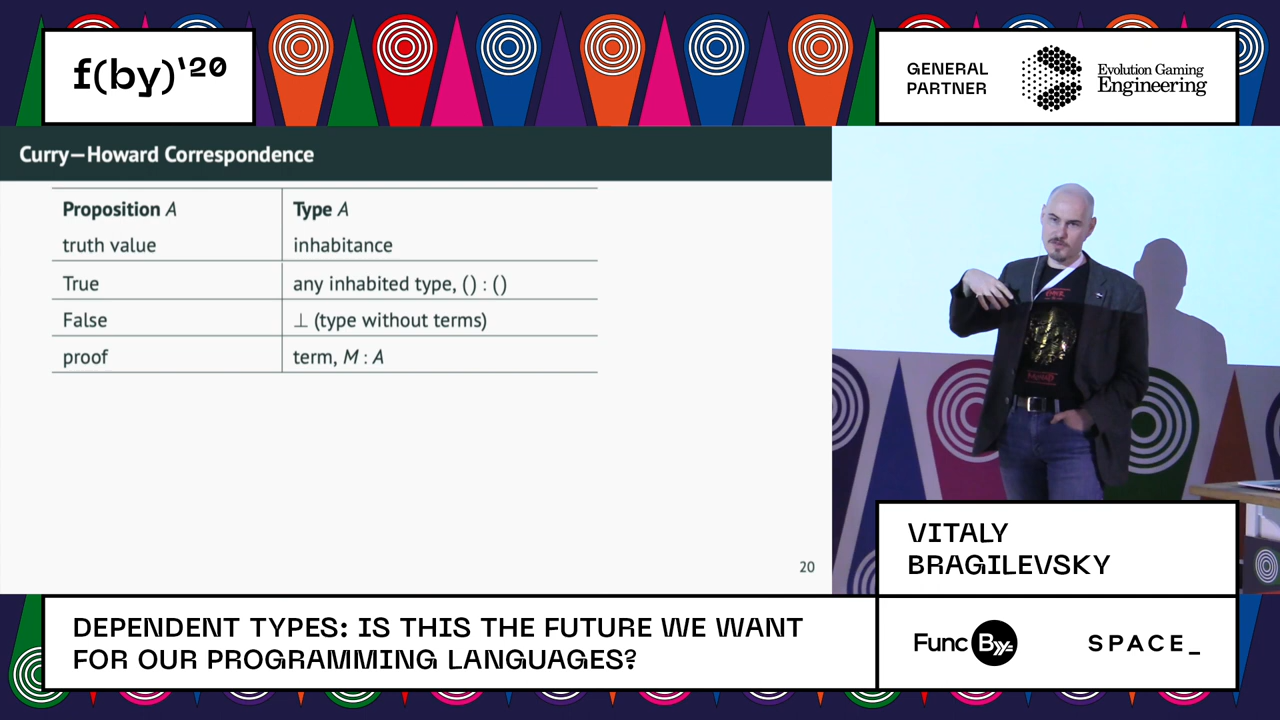 f(by)'20
GENERAL
PARTNER
Evolution Gaming
Engineering
Curry—Howard Correspondence
Proposition A
Type A
truth value
inhabitance
True
any inhabited type, () : ()
False
⊥ (type without terms)
proof
term, M : A
20
VITALY
BRAGILEVSKY
DEPENDENT TYPES: IS THIS THE FUTURE WE WANT
FOR OUR PROGRAMMING LANGUAGES?
Func By
SPACE_